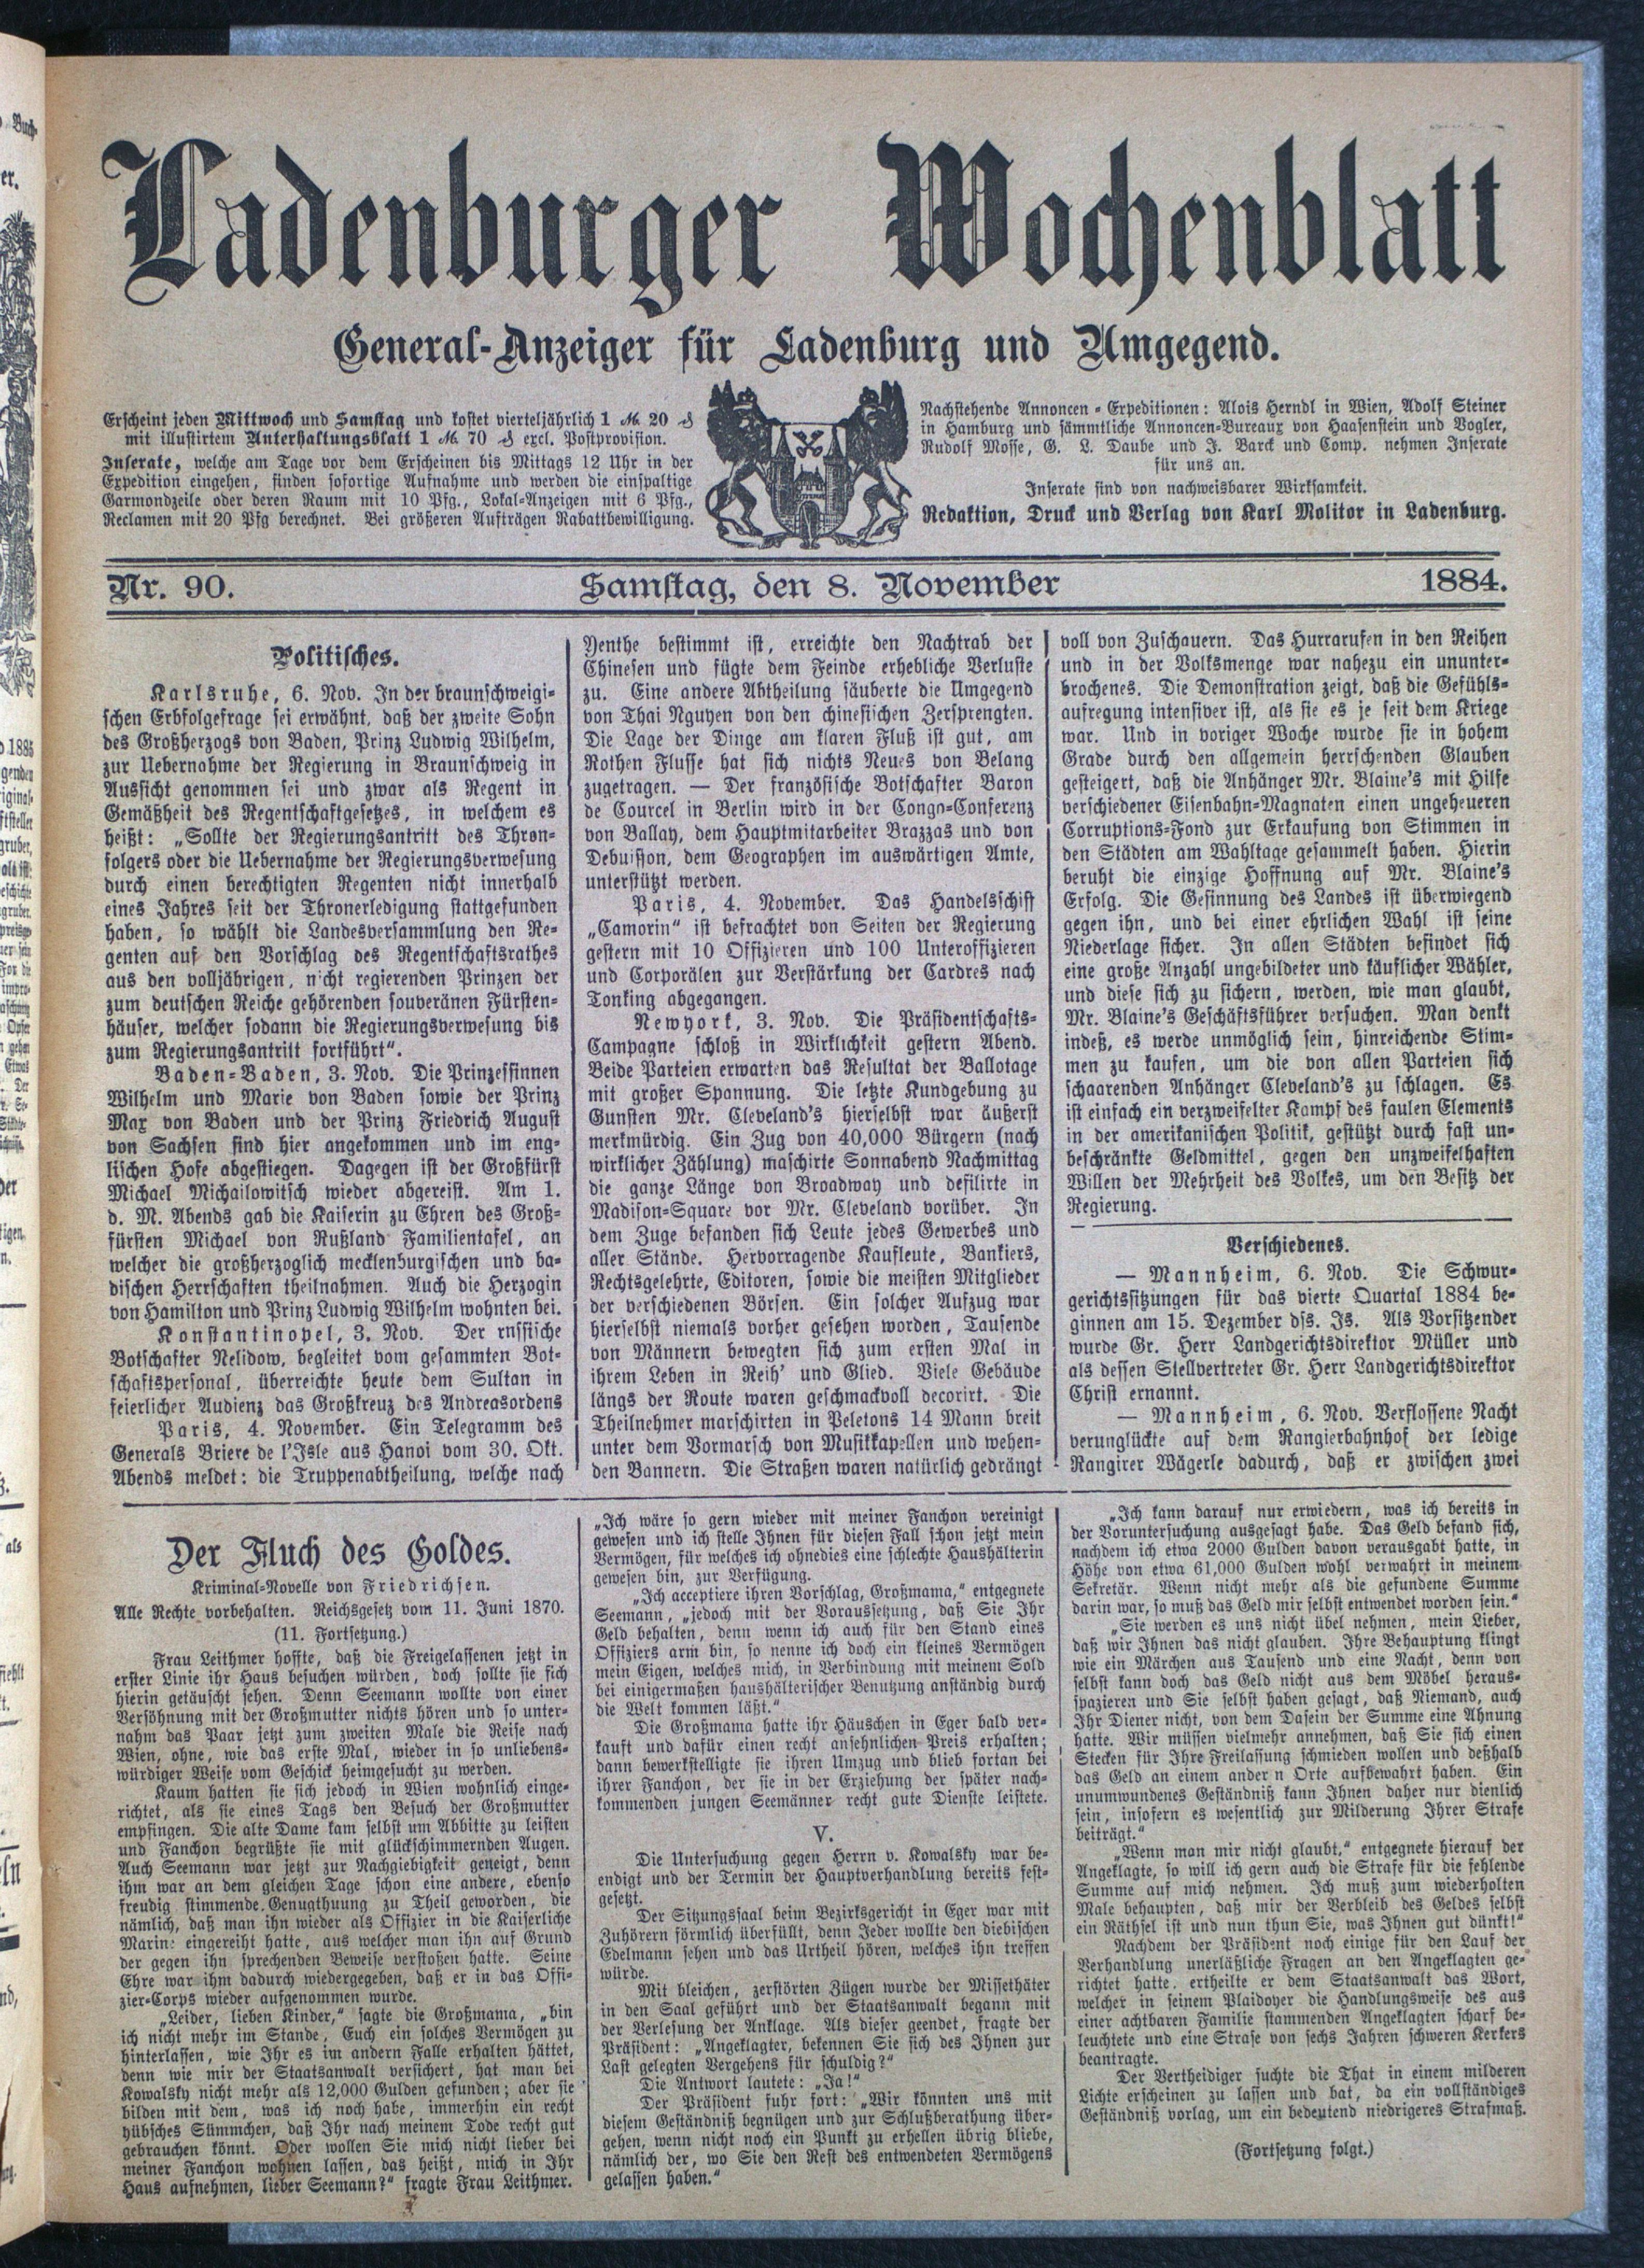 Ladenburger Wochenblatt
General-Anzeiger für Ladenburg und Umgegend.
Erscheint jeden Mittwoch und Samstag und kostet vierteljährlich 1 ℳ 20 ₰
mit illustrirtem Unterhaltungsblatt 1 ℳ 70 ₰ excl. Postprovision.
Inserate, welche am Tage vor dem Erscheinen bis Mittags 12 Uhr in der
Expedition eingehen, finden sofortige Aufnahme und werden die einspaltige
Garmondzeile oder deren Raum mit 10 Pfg., Lokal-Anzeigen mit 6 Pfg.,
Reclamen mit 20 Pfg berechnet. Bei größeren Aufträgen Rabattbewilligung.
Nachstehende Annoncen-Expeditionen: Alois Herndl in Wien, Adolf Steiner
in Hamburg und sämmtliche Annoncen-Bureaux von Haasenstein und Vogler,
Rudolf Mosse, G. L. Daube und J. Barck und Comp. nehmen Inserate
für uns an.
Inserate sind von nachweisbarer Wirksamkeit.
Redaktion, Druck und Verlag von Karl Molitor in Ladenburg.
Nr. 90.
Samstag, den 8. November
1884.
Politisches.
Karlsruhe, 6. Nov. In der braunschweigi-
schen Erbfolgefrage sei erwähnt, daß der zweite Sohn
des Großherzogs von Baden, Prinz Ludwig Wilhelm,
zur Uebernahme der Regierung in Braunschweig in
Aussicht genommen sei und zwar als Regent in
Gemäßheit des Regentschaftgesetzes, in welchem es
heißt: „Sollte der Regierungsantritt des Thron-
folgers oder die Uebernahme der Regierungsverwesung
durch einen berechtigten Regenten nicht innerhalb
eines Jahres seit der Thronerledigung stattgefunden
haben, so wählt die Landesversammlung den Re-
genten auf den Vorschlag des Regentschaftsrathes
aus den volljährigen, nicht regierenden Prinzen der
zum deutschen Reiche gehörenden souveränen Fürsten-
häuser, welcher sodann die Regierungsverwesung bis
zum Regierungsantritt fortführt“.
Baden-Baden, 3. Nov. Die Prinzessinnen
Wilhelm und Marie von Baden sowie der Prinz
Max von Baden und der Prinz Friedrich August
von Sachsen sind hier angekommen und im eng-
lischen Hofe abgestiegen. Dagegen ist der Großfürst
Michael Michailowitsch wieder abgereist. Am 1.
d. M. Abends gab die Kaiserin zu Ehren des Groß-
fürsten Michael von Rußland Familientafel, an
welcher die großherzoglich mecklenburgischen und ba-
dischen Herrschaften theilnahmen. Auch die Herzogin
von Hamilton und Prinz Ludwig Wilhelm wohnten bei.
Konstantinopel, 3. Nov. Der rnssische
Botschafter Nelidow, begleitet vom gesammten Bot-
schaftspersonal, überreichte heute dem Sultan in
feierlicher Audienz das Großkreuz des Andreasordens
Paris, 4. November. Ein Telegramm des
Generals Briere de l'Isle aus Hanoi vom 30. Okt.
Abends meldet: die Truppenabtheilung, welche nach
Yenthe bestimmt ist, erreichte den Nachtrab der
Chinesen und fügte dem Feinde erhebliche Verluste
zu. Eine andere Abtheilung säuberte die Umgegend
von Thai Nguyen von den chinesischen Zersprengten.
Die Lage der Dinge am klaren Fluß ist gut, am
Rothen Flusse hat sich nichts Neues von Belang
zugetragen. — Der französische Botschafter Baron
de Courcel in Berlin wird in der Congo-Conferenz
von Ballay, dem Hauptmitarbeiter Brazzas und von
Debuisson, dem Geographen im auswärtigen Amte,
unterstützt werden.
Paris, 4. November. Das Handelsschiff
„Camorin“ ist befrachtet von Seiten der Regierung
gestern mit 10 Offizieren und 100 Unteroffizieren
und Corporälen zur Verstärkung der Cardres nach
Tonking abgegangen.
Newyork, 3. Nov. Die Präsidentschafts-
Campagne schloß in Wirklichkeit gestern Abend.
Beide Parteien erwarten das Resultat der Ballotage
mit großer Spannung. Die letzte Kundgebung zu
Gunsten Mr. Cleveland's hierselbst war äußerst
merkmürdig. Ein Zug von 40,000 Bürgern (nach
wirklicher Zählung) maschirte Sonnabend Nachmittag
die ganze Länge von Broadway und defilirte in
Madison-Square vor Mr. Cleveland vorüber. In
dem Zuge befanden sich Leute jedes Gewerbes und
aller Stände. Hervorragende Kaufleute, Bankiers,
Rechtsgelehrte, Editoren, sowie die meisten Mitglieder
der verschiedenen Börsen. Ein solcher Aufzug war
hierselbst niemals vorher gesehen worden, Tausende
von Männern bewegten sich zum ersten Mal in
ihrem Leben in Reih' und Glied. Viele Gebäude
längs der Route waren geschmackvoll decorirt. Die
Theilnehmer marschirten in Peletons 14 Mann breit
unter dem Vormarsch von Musikkapellen und wehen-
den Bannern. Die Straßen waren natürlich gedrängt
voll von Zuschauern. Das Hurrarufen in den Reihen
und in der Volksmenge war nahezu ein ununter-
brochenes. Die Demonstration zeigt, daß die Gefühls-
aufregung intensiver ist, als sie es je seit dem Kriege
war. Und in voriger Woche wurde sie in hohem
Grade durch den allgemein herrschenden Glauben
gesteigert, daß die Anhänger Mr. Blaine's mit Hilfe
verschiedener Eisenbahn-Magnaten einen ungeheueren
Corruptions-Fond zur Erkaufung von Stimmen in
den Städten am Wahltage gesammelt haben. Hierin
beruht die einzige Hoffnung auf Mr. Blaine's
Erfolg. Die Gesinnung des Landes ist überwiegend
gegen ihn, und bei einer ehrlichen Wahl ist seine
Niederlage sicher. In allen Städten befindet sich
eine große Anzahl ungebildeter und käuflicher Wähler,
und diese sich zu sichern, werden, wie man glaubt,
Mr. Blaine's Geschäftsführer versuchen. Man denkt
indeß, es werde unmöglich sein, hinreichende Stim-
men zu kaufen, um die von allen Parteien sich
schaarenden Anhänger Cleveland's zu schlagen. Es
ist einfach ein verzweifelter Kampf des faulen Elements
in der amerikanischen Politik, gestützt durch fast un-
beschränkte Geldmittel, gegen den unzweifelhaften
Willen der Mehrheit des Volkes, um den Besitz der
Regierung.
Verschiedenes.
— Mannheim, 6. Nov. Die Schwur-
gerichtssitzungen für das vierte Quartal 1884 be-
ginnen am 15. Dezember dss. Js. Als Vorsitzender
wurde Gr. Herr Landgerichtsdirektor Müller und
als dessen Stellvertreter Gr. Herr Landgerichtsdirektor
Christ ernannt.
— Mannheim, 6. Nov. Verflossene Nacht
verunglückte auf dem Rangierbahnhof der ledige
Rangirer Wägerle dadurch, daß er zwischen zwei
Der Fluch des Goldes.
Kriminal-Novelle von Friedrichsen.
Alle Rechte vorbehalten. Reichsgesetz vom 11. Juni 1870.
(11. Fortsetzung.)
Frau Leithmer hoffte, daß die Freigelassenen jetzt in
erster Linie ihr Haus besuchen würden, doch sollte sie sich
hierin getäuscht sehen. Denn Seemann wollte von einer
Versöhnung mit der Großmutter nichts hören und so unter-
nahm das Paar jetzt zum zweiten Male die Reise nach
Wien, ohne, wie das erste Mal, wieder in so unliebens-
würdiger Weise vom Geschick heimgesucht zu werden.
Kaum hatten sie sich jedoch in Wien wohnlich einge-
richtet, als sie eines Tags den Besuch der Großmutter
empfingen. Die alte Dame kam selbst um Abbitte zu leisten
und Fanchon begrüßte sie mit glückschimmernden Augen.
Auch Seemann war jetzt zur Nachgiebigkeit geneigt, denn
ihm war an dem gleichen Tage schon eine andere, ebenso
freudig stimmende Genugthuung zu Theil geworden, die
nämlich, daß man ihn wieder als Offizier in die Kaiserliche
Marine eingereiht hatte, aus welcher man ihn auf Grund
der gegen ihn sprechenden Beweise verstoßen hatte. Seine
Ehre war ihm dadurch wiedergegeben, daß er in das Offi-
zier-Corps wieder aufgenommen wurde.
„Leider, lieben Kinder,“ sagte die Großmama, „bin
ich nicht mehr im Stande, Euch ein solches Vermögen zu
hinterlassen, wie Ihr es im andern Falle erhalten hättet,
denn wie mir der Staatsanwalt versichert, hat man bei
Kowalsky nicht mehr als 12,000 Gulden gefunden; aber sie
bilden mit dem, was ich noch habe, immerhin ein recht
hübsches Sümmchen, daß Ihr nach meinem Tode recht gut
gebrauchen könnt. Oder wollen Sie mich nicht lieber bei
meiner Fanchon wohnen lassen, das heißt, mich in Ihr
Haus aufnehmen, lieber Seemann?“ fragte Frau Leithmer.
„Ich wäre so gern wieder mit meiner Fanchon vereinigt
gewesen und ich stelle Ihnen für diesen Fall schon jetzt mein
Vermögen, für welches ich ohnedies eine schlechte Haushälterin
gewesen bin, zur Verfügung.
„Ich acceptiere ihren Vorschlag, Großmama,“ entgegnete
Seemann, „jedoch mit der Voraussetzung, daß Sie Ihr
Geld behalten, denn wenn ich auch für den Stand eines
Offiziers arm bin, so nenne ich doch ein kleines Vermögen
mein Eigen, welches mich, in Verbindung mit meinem Sold
bei einigermaßen haushälterischer Benutzung anständig durch
die Welt kommen läßt.“
Die Großmama hatte ihr Häuschen in Eger bald ver-
kauft und dafür einen recht ansehnlichen Preis erhalten;
dann bewerkstelligte sie ihren Umzug und blieb fortan bei
ihrer Fanchon, der sie in der Erziehung der später nach-
kommenden jungen Seemänner recht gute Dienste leistete.
V.
Die Untersuchung gegen Herrn v. Kowalsky war be-
endigt und der Termin der Hauptverhandlung bereits fest-
gesetzt.
Der Sitzungssaal beim Bezirksgericht in Eger war mit
Zuhörern förmlich überfüllt, denn Jeder wollte den diebischen
Edelmann sehen und das Urtheil hören, welches ihn treffen
würde.
Mit bleichen, zerstörten Zügen wurde der Missethäter
in den Saal geführt und der Staatsanwalt begann mit
der Verlesung der Anklage. Als dieser geendet, fragte der
Präsident: „Angeklagter, bekennen Sie sich des Ihnen zur
Last gelegten Vergehens für schuldig?“
Die Antwort lautete: „Ja!“
Der Präsident fuhr fort: „Wir könnten uns mit
diesem Geständniß begnügen und zur Schlußberathung über-
gehen, wenn nicht noch ein Punkt zu erhellen übrig bliebe,
nämlich der, wo Sie den Rest des entwendeten Vermögens
gelassen haben.“
„Ich kann darauf nur erwiedern, was ich bereits in
der Voruntersuchung ausgesagt habe. Das Geld befand sich,
nachdem ich etwa 2000 Gulden davon verausgabt hatte, in
Höhe von etwa 61,000 Gulden wohl verwahrt in meinem
Sekretär. Wenn nicht mehr als die gefundene Summe
darin war, so muß das Geld mir selbst entwendet worden sein.“
„Sie werden es uns nicht übel nehmen, mein Lieber,
daß wir Ihnen das nicht glauben. Ihre Behauptung klingt
wie ein Märchen aus Tausend und eine Nacht, denn von
selbst kann doch das Geld nicht aus dem Möbel heraus-
spazieren und Sie selbst haben gesagt, daß Niemand, auch
Ihr Diener nicht, von dem Dasein der Summe eine Ahnung
hatte. Wir müssen vielmehr annehmen, daß Sie sich einen
Stecken für Ihre Freilassung schmieden wollen und deßhalb
das Geld an einem ander n Orte aufbewahrt haben. Ein
unumwundenes Geständniß kann Ihnen daher nur dienlich
sein, insofern es wesentlich zur Milderung Ihrer Strafe
beiträgt.“
„Wenn man mir nicht glaubt,“ entgegnete hierauf der
Angeklagte, so will ich gern auch die Strafe für die fehlende
Summe auf mich nehmen. Ich muß zum wiederholten
Male behaupten, daß mir der Verbleib des Geldes selbst
ein Räthsel ist und nun thun Sie, was Ihnen gut dünkt!“
Nachdem der Präsident noch einige für den Lauf der
Verhandlung unerläßliche Fragen an den Angeklagten ge-
richtet hatte, ertheilte er dem Staatsanwalt das Wort,
welcher in seinem Plaidoyer die Handlungsweise des aus
einer achtbaren Familie stammenden Angeklagten scharf be-
leuchtete und eine Strafe von sechs Jahren schweren Kerkers
beantragte.
Der Vertheidiger suchte die That in einem milderen
Lichte erscheinen zu lassen und bat, da ein vollständiges
Geständniß vorlag, um ein bedeutend niedrigeres Strafmaß.
(Fortsetzung folgt.)